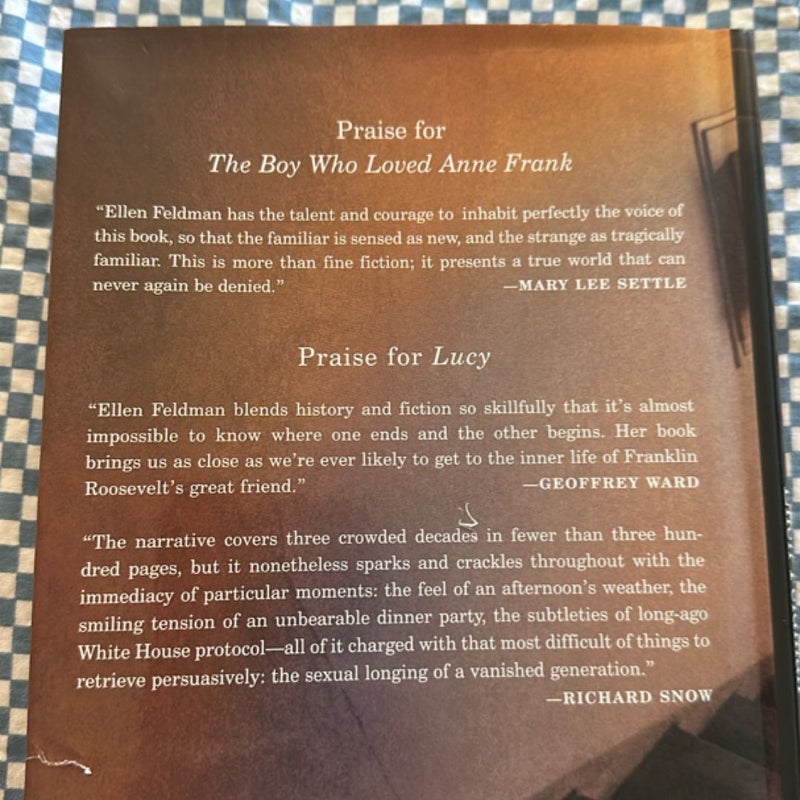 Praise for
The Boy Who Loved Anne Frank
“Ellen Feldman has the talent and courage to inhabit perfectly the voice of
this book, so that the familiar is sensed as new, and the strange as tragically
familiar. This is more than fine fiction; it presents a true world that can
never again be denied.” —MARY LEE SETTLE
Praise for Lucy
“Ellen Feldman blends history and fiction so skillfully that it’s almost
impossible to know where one ends and the other begins. Her book
brings us as close as we’re ever likely to get to the inner life of Franklin
Roosevelt’s great friend.” —GEOFFREY WARD
“The narrative covers three crowded decades in fewer than three hun-
dred pages, but it nonetheless sparks and crackles throughout with the
immediacy of particular moments: the feel of an afternoon’s weather, the
smiling tension of an unbearable dinner party, the subtleties of long-ago
White House protocol—all of it charged with that most difficult of things to
retrieve persuasively: the sexual longing of a vanished generation.”
—RICHARD SNOW